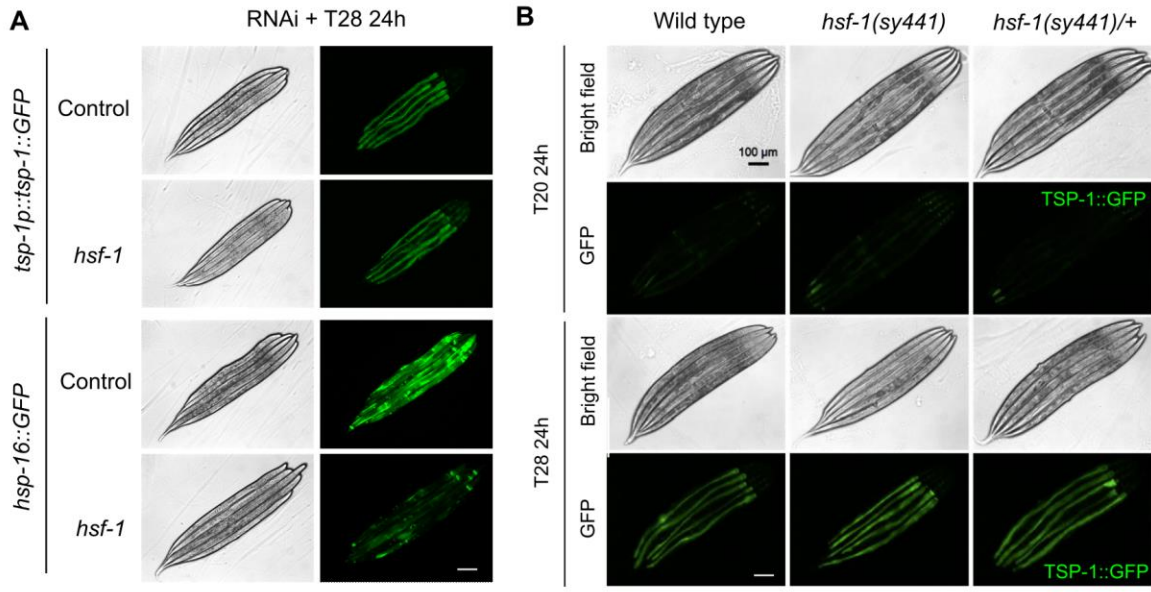 A
RNAi + T28 24h
tsp-1p::tsp-1::GFP
Control
hsf-1
hsp-16::GFP
Control
hsf-1
B
Wild type
hsf-1(sy441)
hsf-1(sy441)/+
T20 24h
Bright field
100 µm
GFP
TSP-1::GFP
T28 24h
Bright field
GFP
TSP-1::GFP